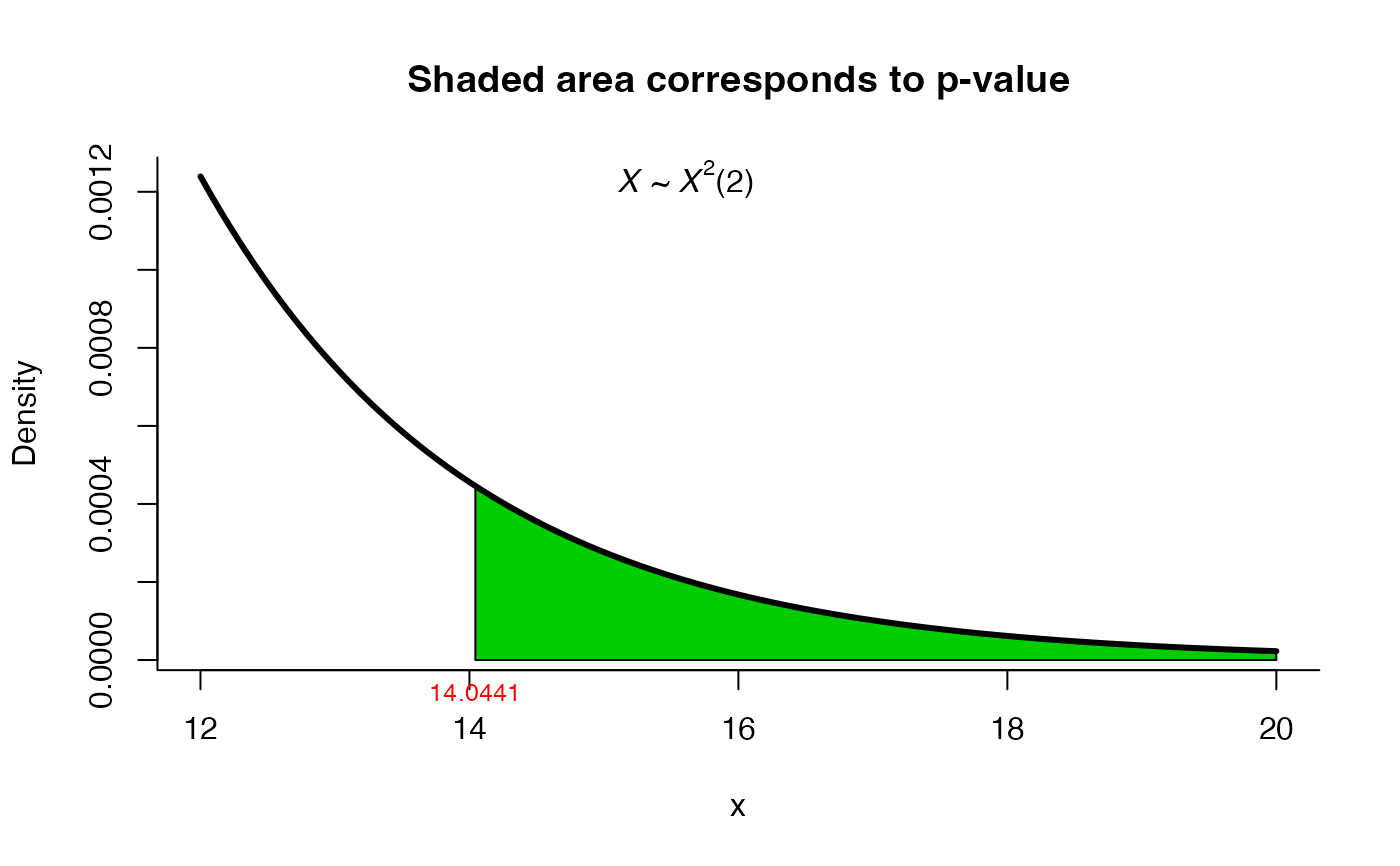 Shaded area corresponds to p-value
X ~ X²(2)
Density
0.0012
0.0008
0.0004
0.0000
14.0441
12 14 16 18 20
x